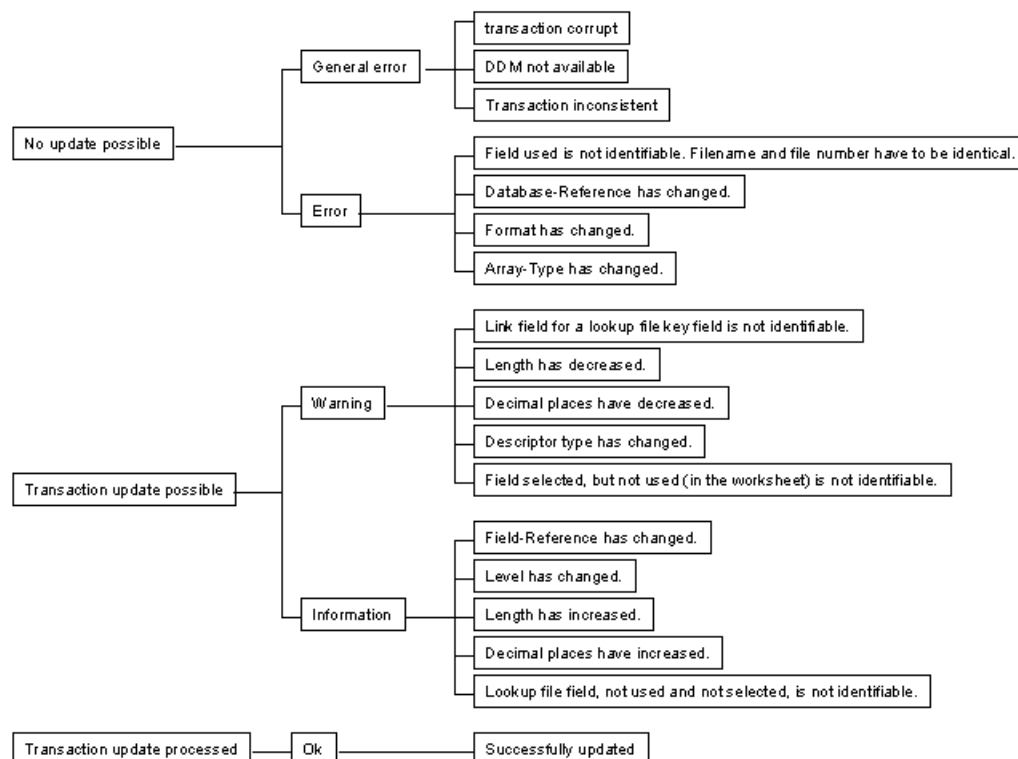 transaction corrupt
General error
DDM not available
Transaction inconsistent
No update possible
Field used is not identifiable. Filename and file number have to be identical.
Database-Reference has changed.
Error
Format has changed.
Array-Type has changed.
Link field for a lookup file key field is not identifiable.
Length has decreased.
Warning
Decimal places have decreased.
Descriptor type has changed.
Transaction update possible
Field selected, but not used (in the worksheet) is not identifiable.
Field-Reference has changed.
Level has changed.
Information
Length has increased.
Decimal places have increased.
Lookup file field, not used and not selected, is not identifiable.
Transaction update processed
Ok
Successfully updated